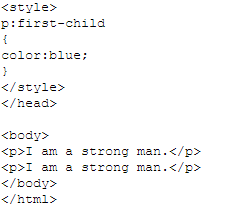 <style>
p:first-child
{
color:blue;
}
</style>
</head>
<body>
<p>I am a strong man.</p>
<p>I am a strong man.</p>
</body>
</html>